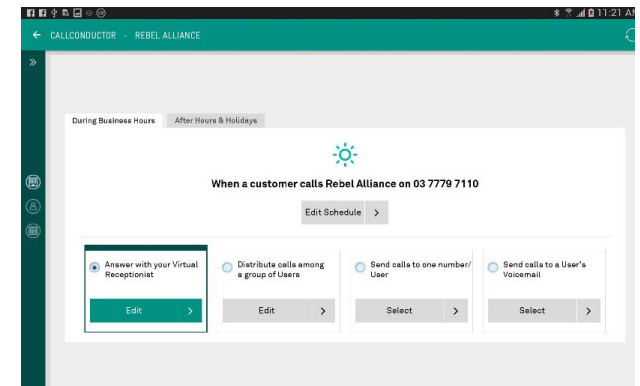 11:21 AM
CALLCONDUCTOR - REBEL ALLIANCE
During Business Hours
After Hours & Holidays
When a customer calls Rebel Alliance on 03 7779 7110
Edit Schedule
Answer with your Virtual
Receptionist
Edit
Distribute calls among
a group of Users
Edit
Send calls to one number/
User
Select
Send calls to a User's
Voicemail
Select